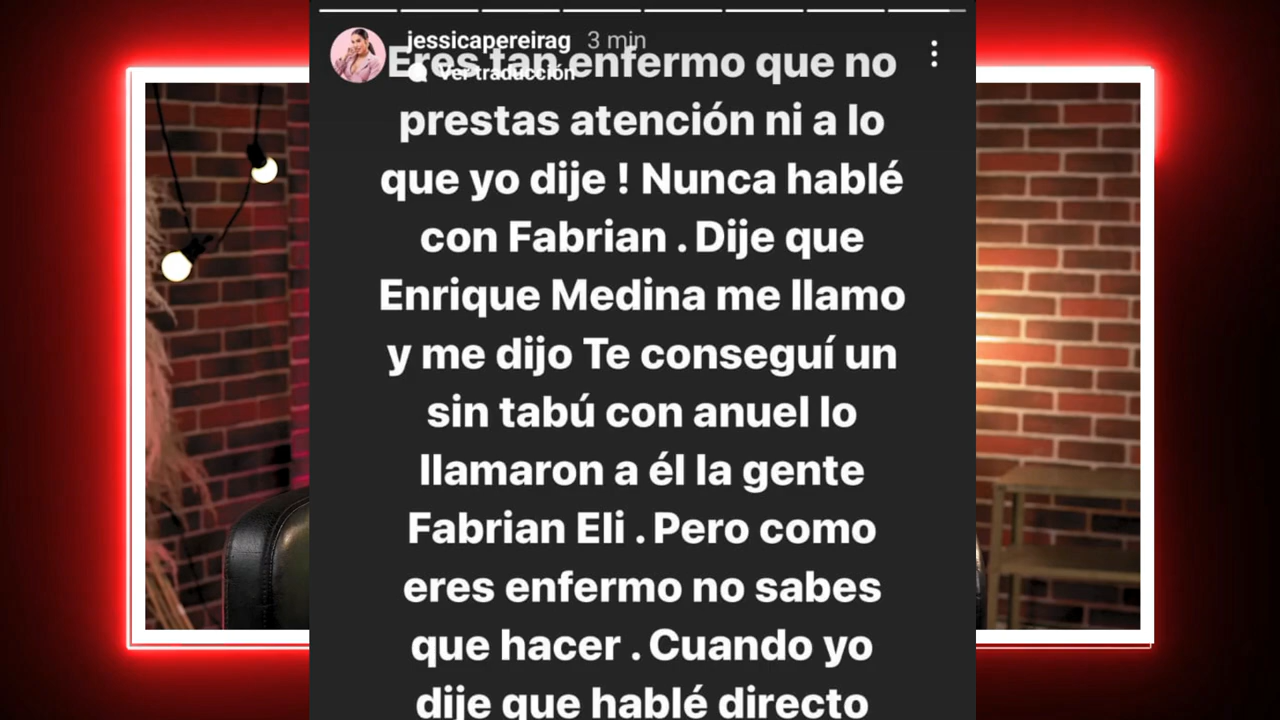 jessicapereirag 3 min
Ver traducción
Eres tan enfermo que no
prestas atención ni a lo
que yo dije ! Nunca hablé
con Fabrian . Dije que
Enrique Medina me llamo
y me dijo Te conseguí un
sin tabú con anuel lo
llamaron a él la gente
Fabrian Eli . Pero como
eres enfermo no sabes
que hacer . Cuando yo
dije que hablé directo